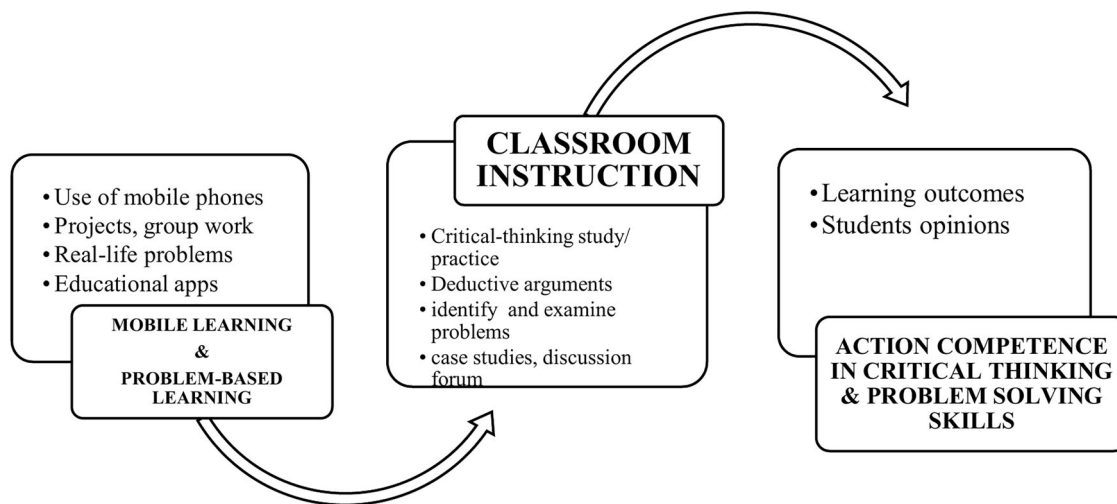 • Use of mobile phones
• Projects, group work
• Real-life problems
• Educational apps
MOBILE LEARNING
&
PROBLEM-BASED
LEARNING
CLASSROOM
INSTRUCTION
• Critical-thinking study/
practice
• Deductive arguments
• identify and examine
problems
• case studies, discussion
forum
• Learning outcomes
• Students opinions
ACTION COMPETENCE
IN CRITICAL THINKING
& PROBLEM SOLVING
SKILLS